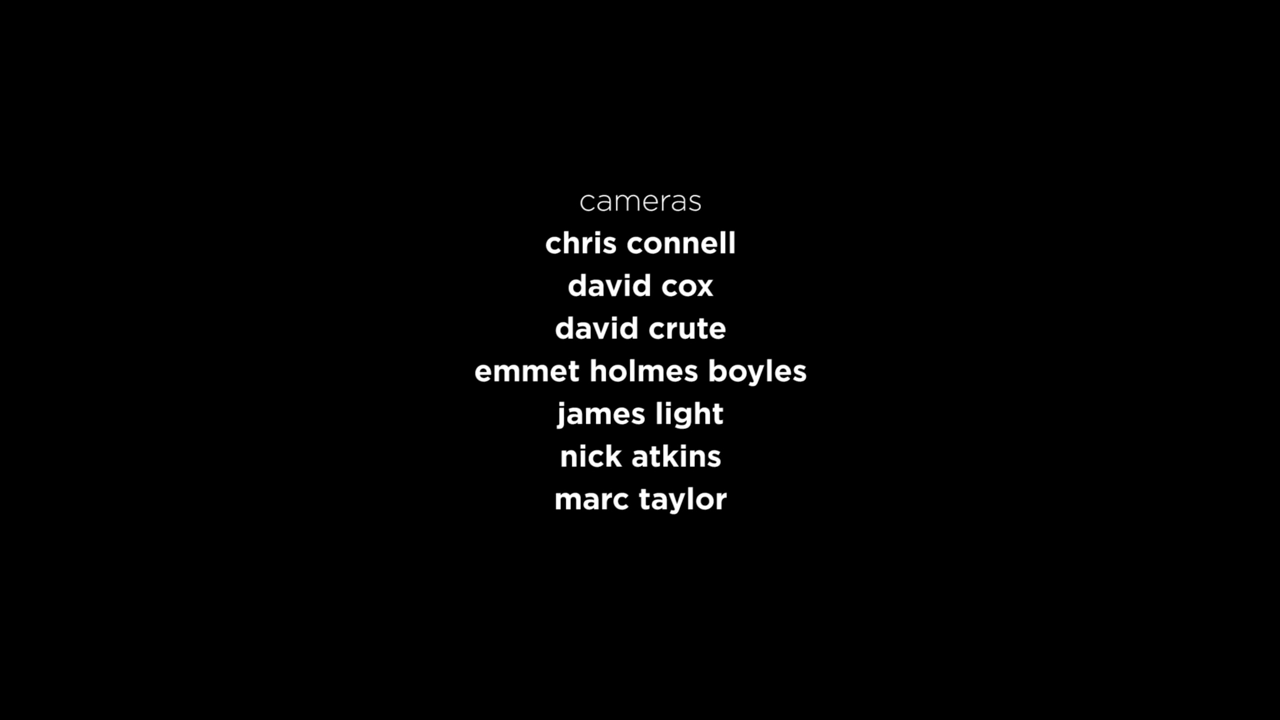 cameras
chris connell
david cox
david crute
emmet holmes boyles
james light
nick atkins
marc taylor